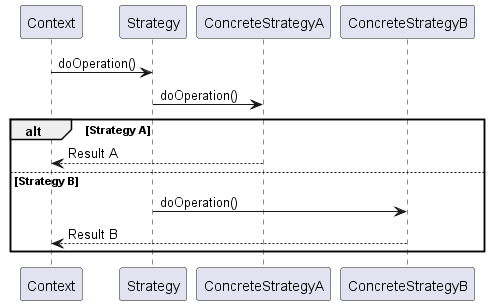 Context Strategy ConcreteStrategyA ConcreteStrategyB
doOperation()
doOperation()
alt [Strategy A]
Result A
[Strategy B]
doOperation()
Result B
Context Strategy ConcreteStrategyA ConcreteStrategyB